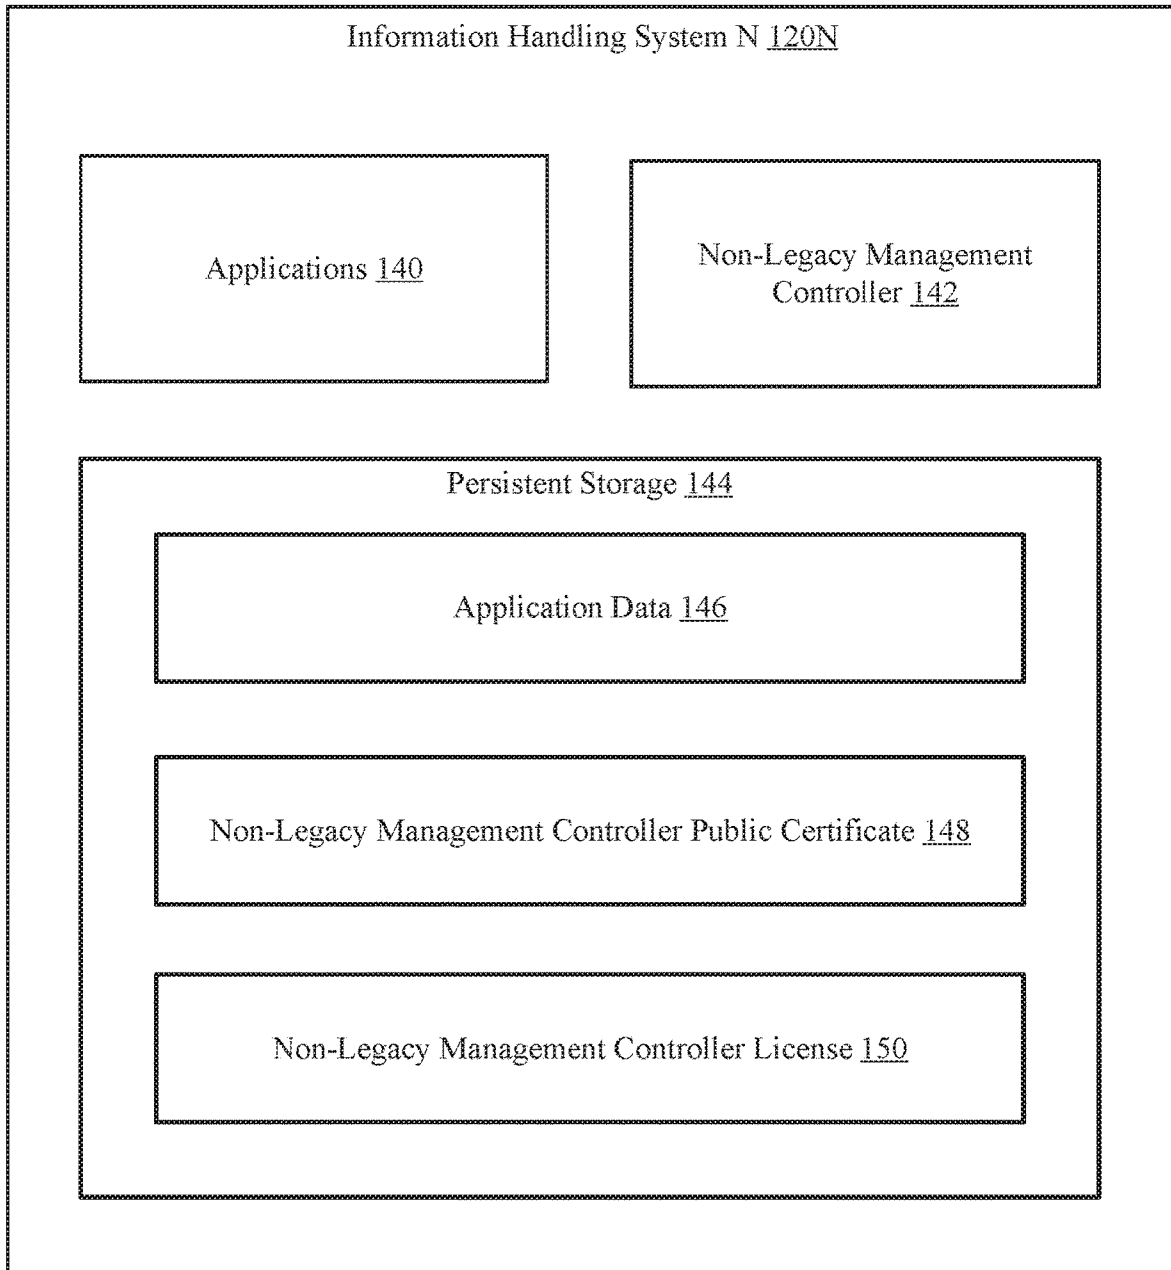 Information Handling System N 120N
Applications 140
Non-Legacy Management
Controller 142
Persistent Storage 144
Application Data 146
Non-Legacy Management Controller Public Certificate 148
Non-Legacy Management Controller License 150